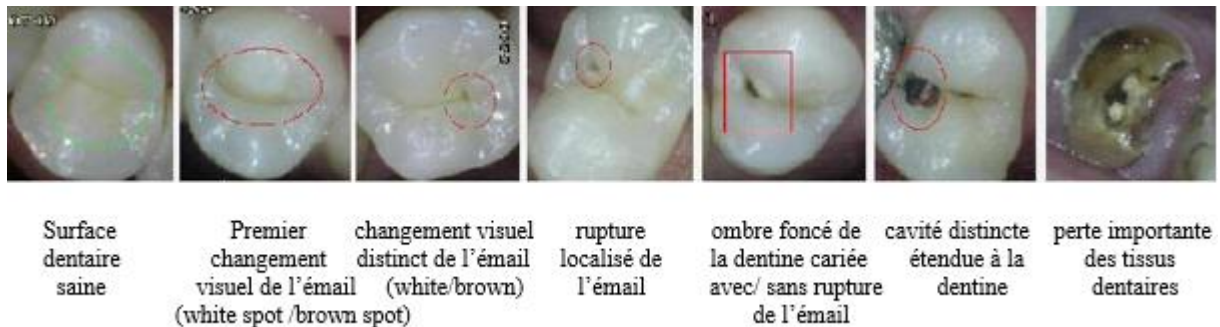 Surface
dentaire
saine
Premier
changement
visuel de l’émail
(white spot /brown spot)
changement visuel
distinct de l’émail
(white/brown)
rupture
localisé de
l’émail
ombre foncé de
la dentine cariée
avec/ sans rupture
de l’émail
cavité distincte
étendue à la
dentine
perte importante
des tissus
dentaires